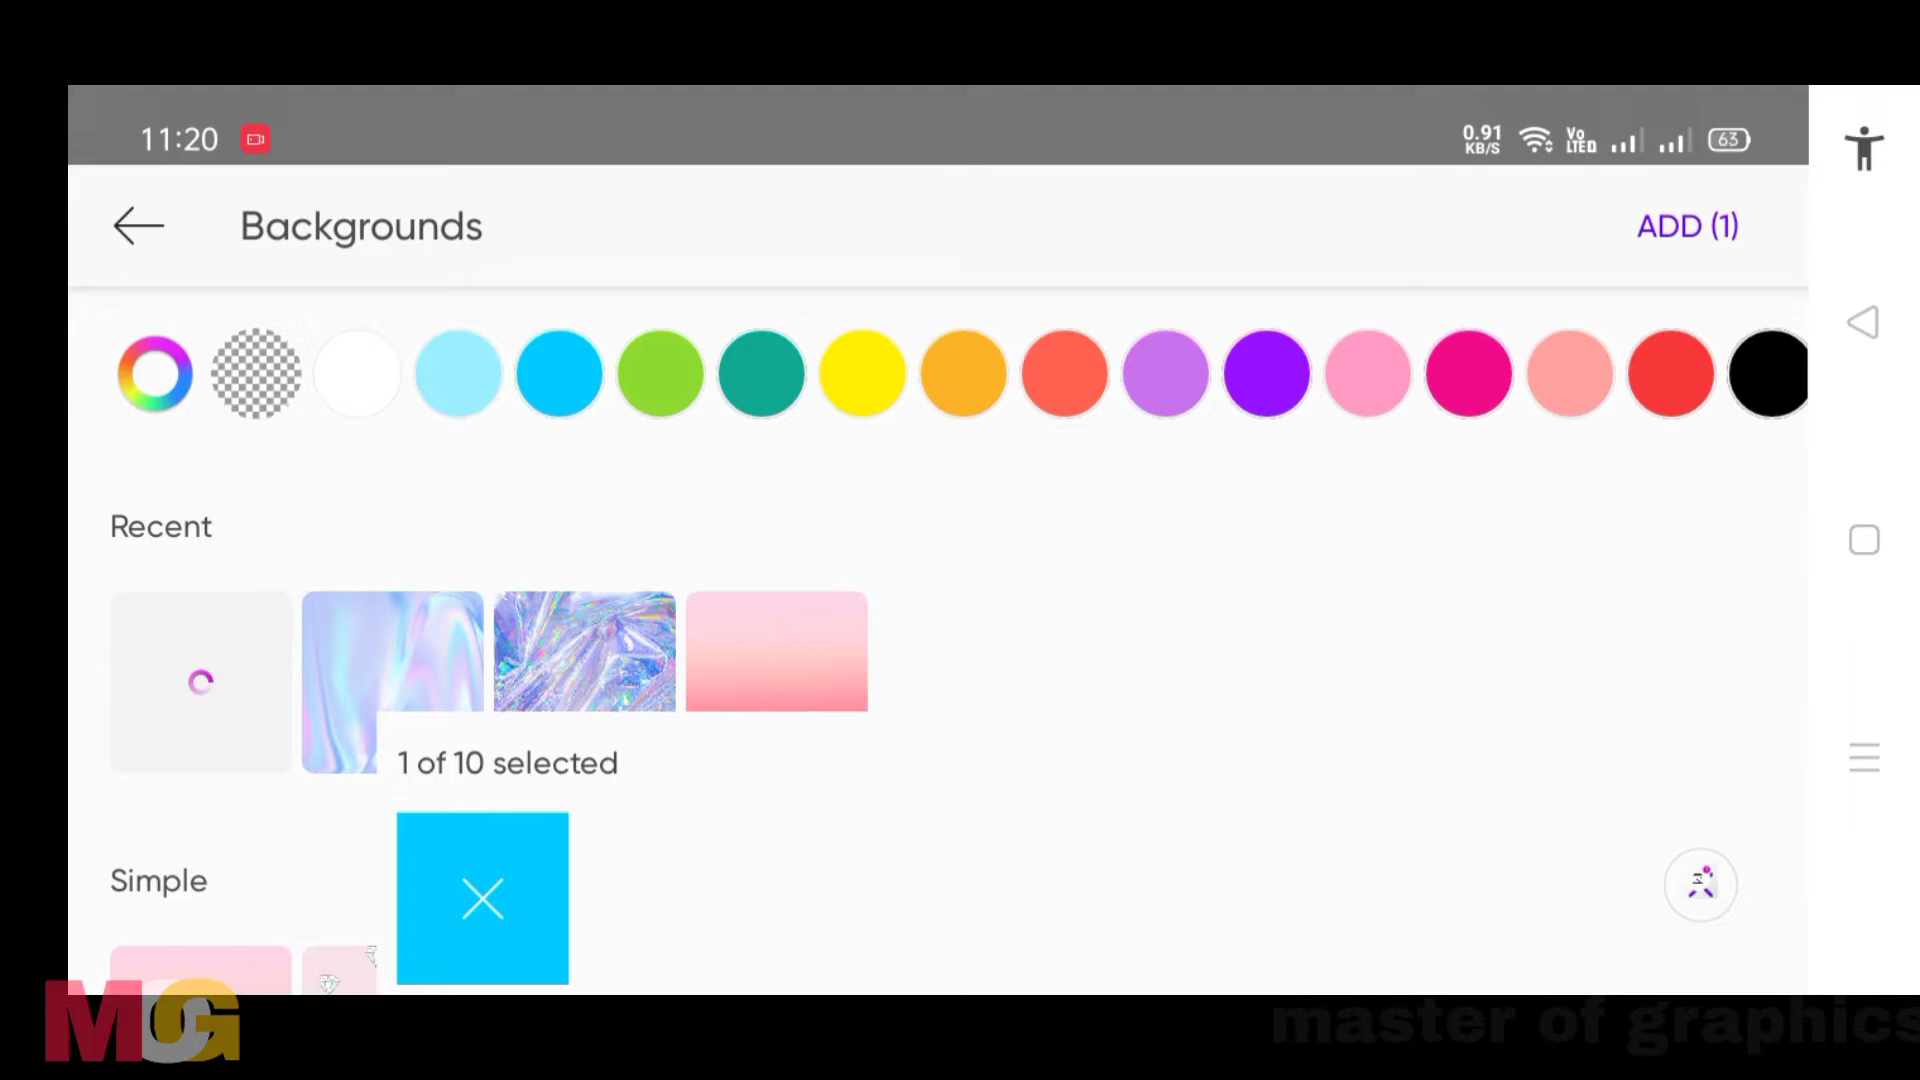 11:20
0.91
KB/S
Vo
LTE
63
Backgrounds
ADD (1)
Recent
1 of 10 selected
Simple
MOG
master of graphics